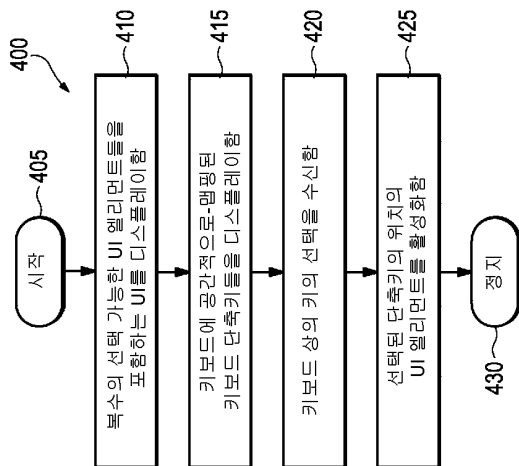 400
시작
405
복수의 선택 가능한 UI 엘리먼트들을
포함하는 UI를 디스플레이함
410
키보드에 공간적으로-맵핑된
키보드 단축키들을 디스플레이함
415
키보드 상의 키의 선택을 수신함
420
선택된 단축키의 위치의
UI 엘리먼트를 활성화함
425
정지
430